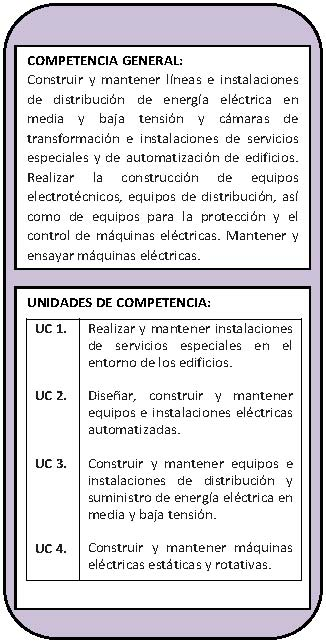 COMPETENCIA GENERAL:
Construir y mantener líneas e instalaciones
de distribución de energía eléctrica en
media y baja tensión y cámaras de
transformación e instalaciones de servicios
especiales y de automatización de edificios.
Realizar la construcción de equipos
electrotécnicos, equipos de distribución, así
como de equipos para la protección y el
control de máquinas eléctricas. Mantener y
ensayar máquinas eléctricas.
UNIDADES DE COMPETENCIA:
UC 1. Realizar y mantener instalaciones
de servicios especiales en el
entorno de los edificios.
UC 2. Diseñar, construir y mantener
equipos e instalaciones eléctricas
automatizadas.
UC 3. Construir y mantener equipos e
instalaciones de distribución y
suministro de energía eléctrica en
media y baja tensión.
UC 4. Construir y mantener máquinas
eléctricas estáticas y rotativas.